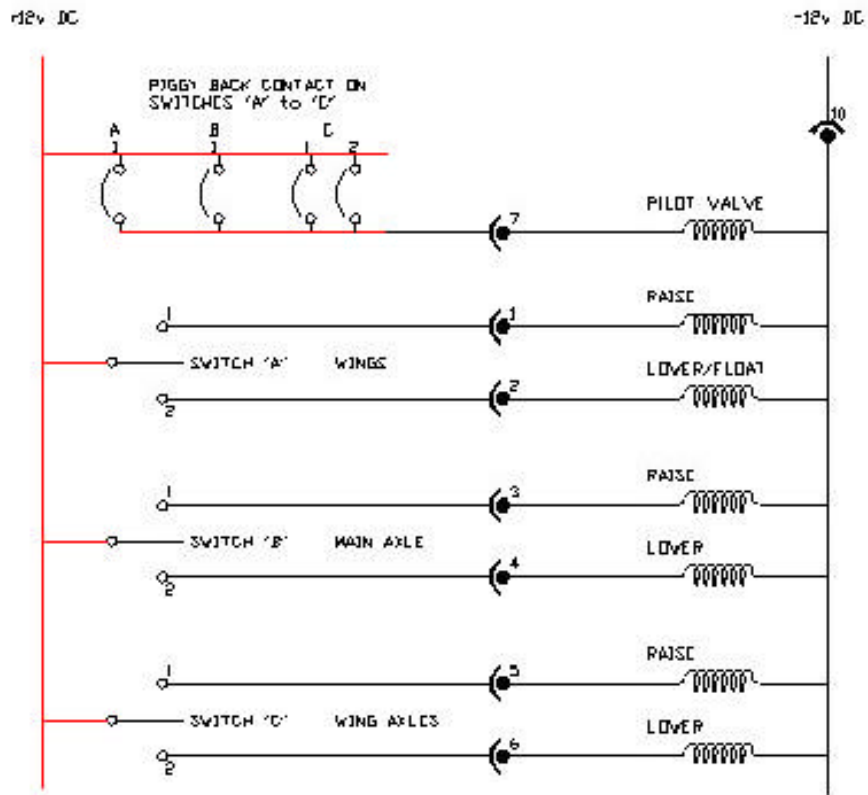 +12v DC
-12v DC
PIGGY BACK CONTACT ON
SWITCHES 'A' to 'C'
A B C
1 1 1 2
10
7
PILOT VALVE
1
1
RAISE
SWITCH 'A' WINGS
2
2
LOWER/FLOAT
1
3
RAISE
SWITCH 'B' MAIN AXLE
2
4
LOWER
1
5
RAISE
SWITCH 'C' WING AXLES
2
6
LOWER